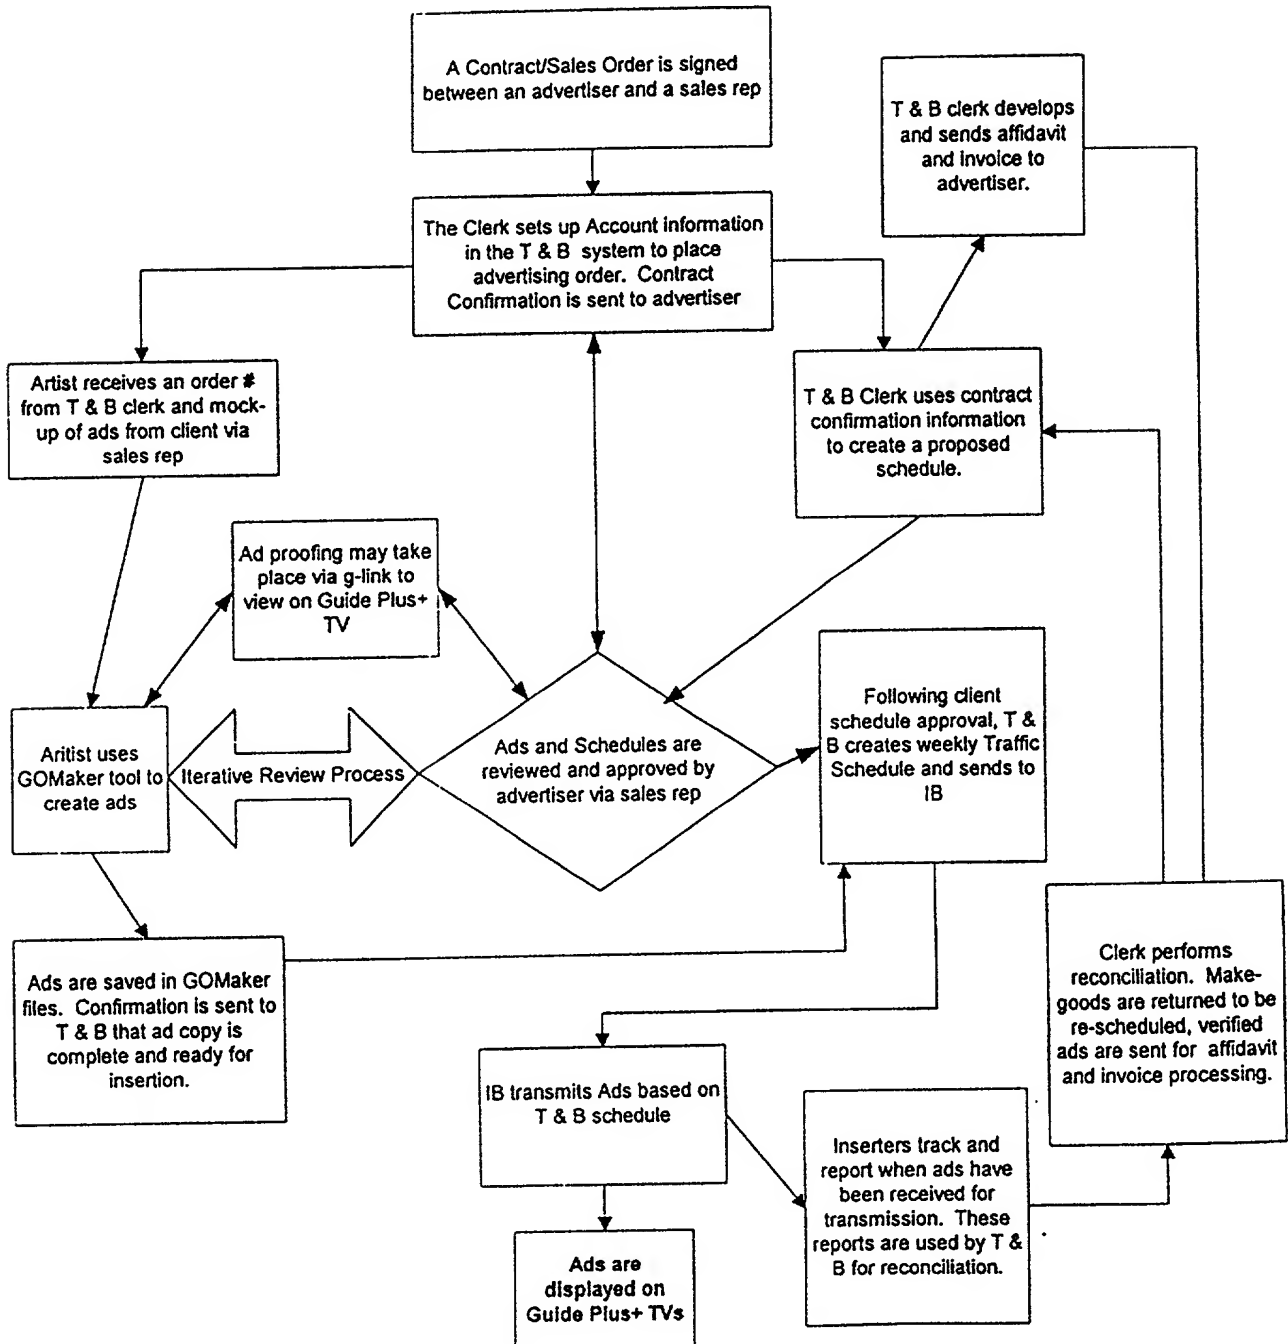 A Contract/Sales Order is signed
between an advertiser and a sales rep
T & B clerk develops
and sends affidavit
and invoice to
advertiser.
The Clerk sets up Account information
in the T & B system to place
advertising order. Contract
Confirmation is sent to advertiser
Artist receives an order #
from T & B clerk and mock-
up of ads from client via
sales rep
T & B Clerk uses contract
confirmation information
to create a proposed
schedule.
Ad proofing may take
place via g-link to
view on Guide Plus+
TV
Aritist uses
GOMaker tool to
create ads
Iterative Review Process
Ads and Schedules are
reviewed and approved by
advertiser via sales rep
Following client
schedule approval, T &
B creates weekly Traffic
Schedule and sends to
IB
Ads are saved in GOMaker
files. Confirmation is sent to
T & B that ad copy is
complete and ready for
insertion.
Clerk performs
reconciliation. Make-
goods are returned to be
re-scheduled, verified
ads are sent for affidavit
and invoice processing.
IB transmits Ads based on
T & B schedule
Inserters track and
report when ads have
been received for
transmission. These
reports are used by T &
B for reconciliation.
Ads are
displayed on
Guide Plus+ TVs